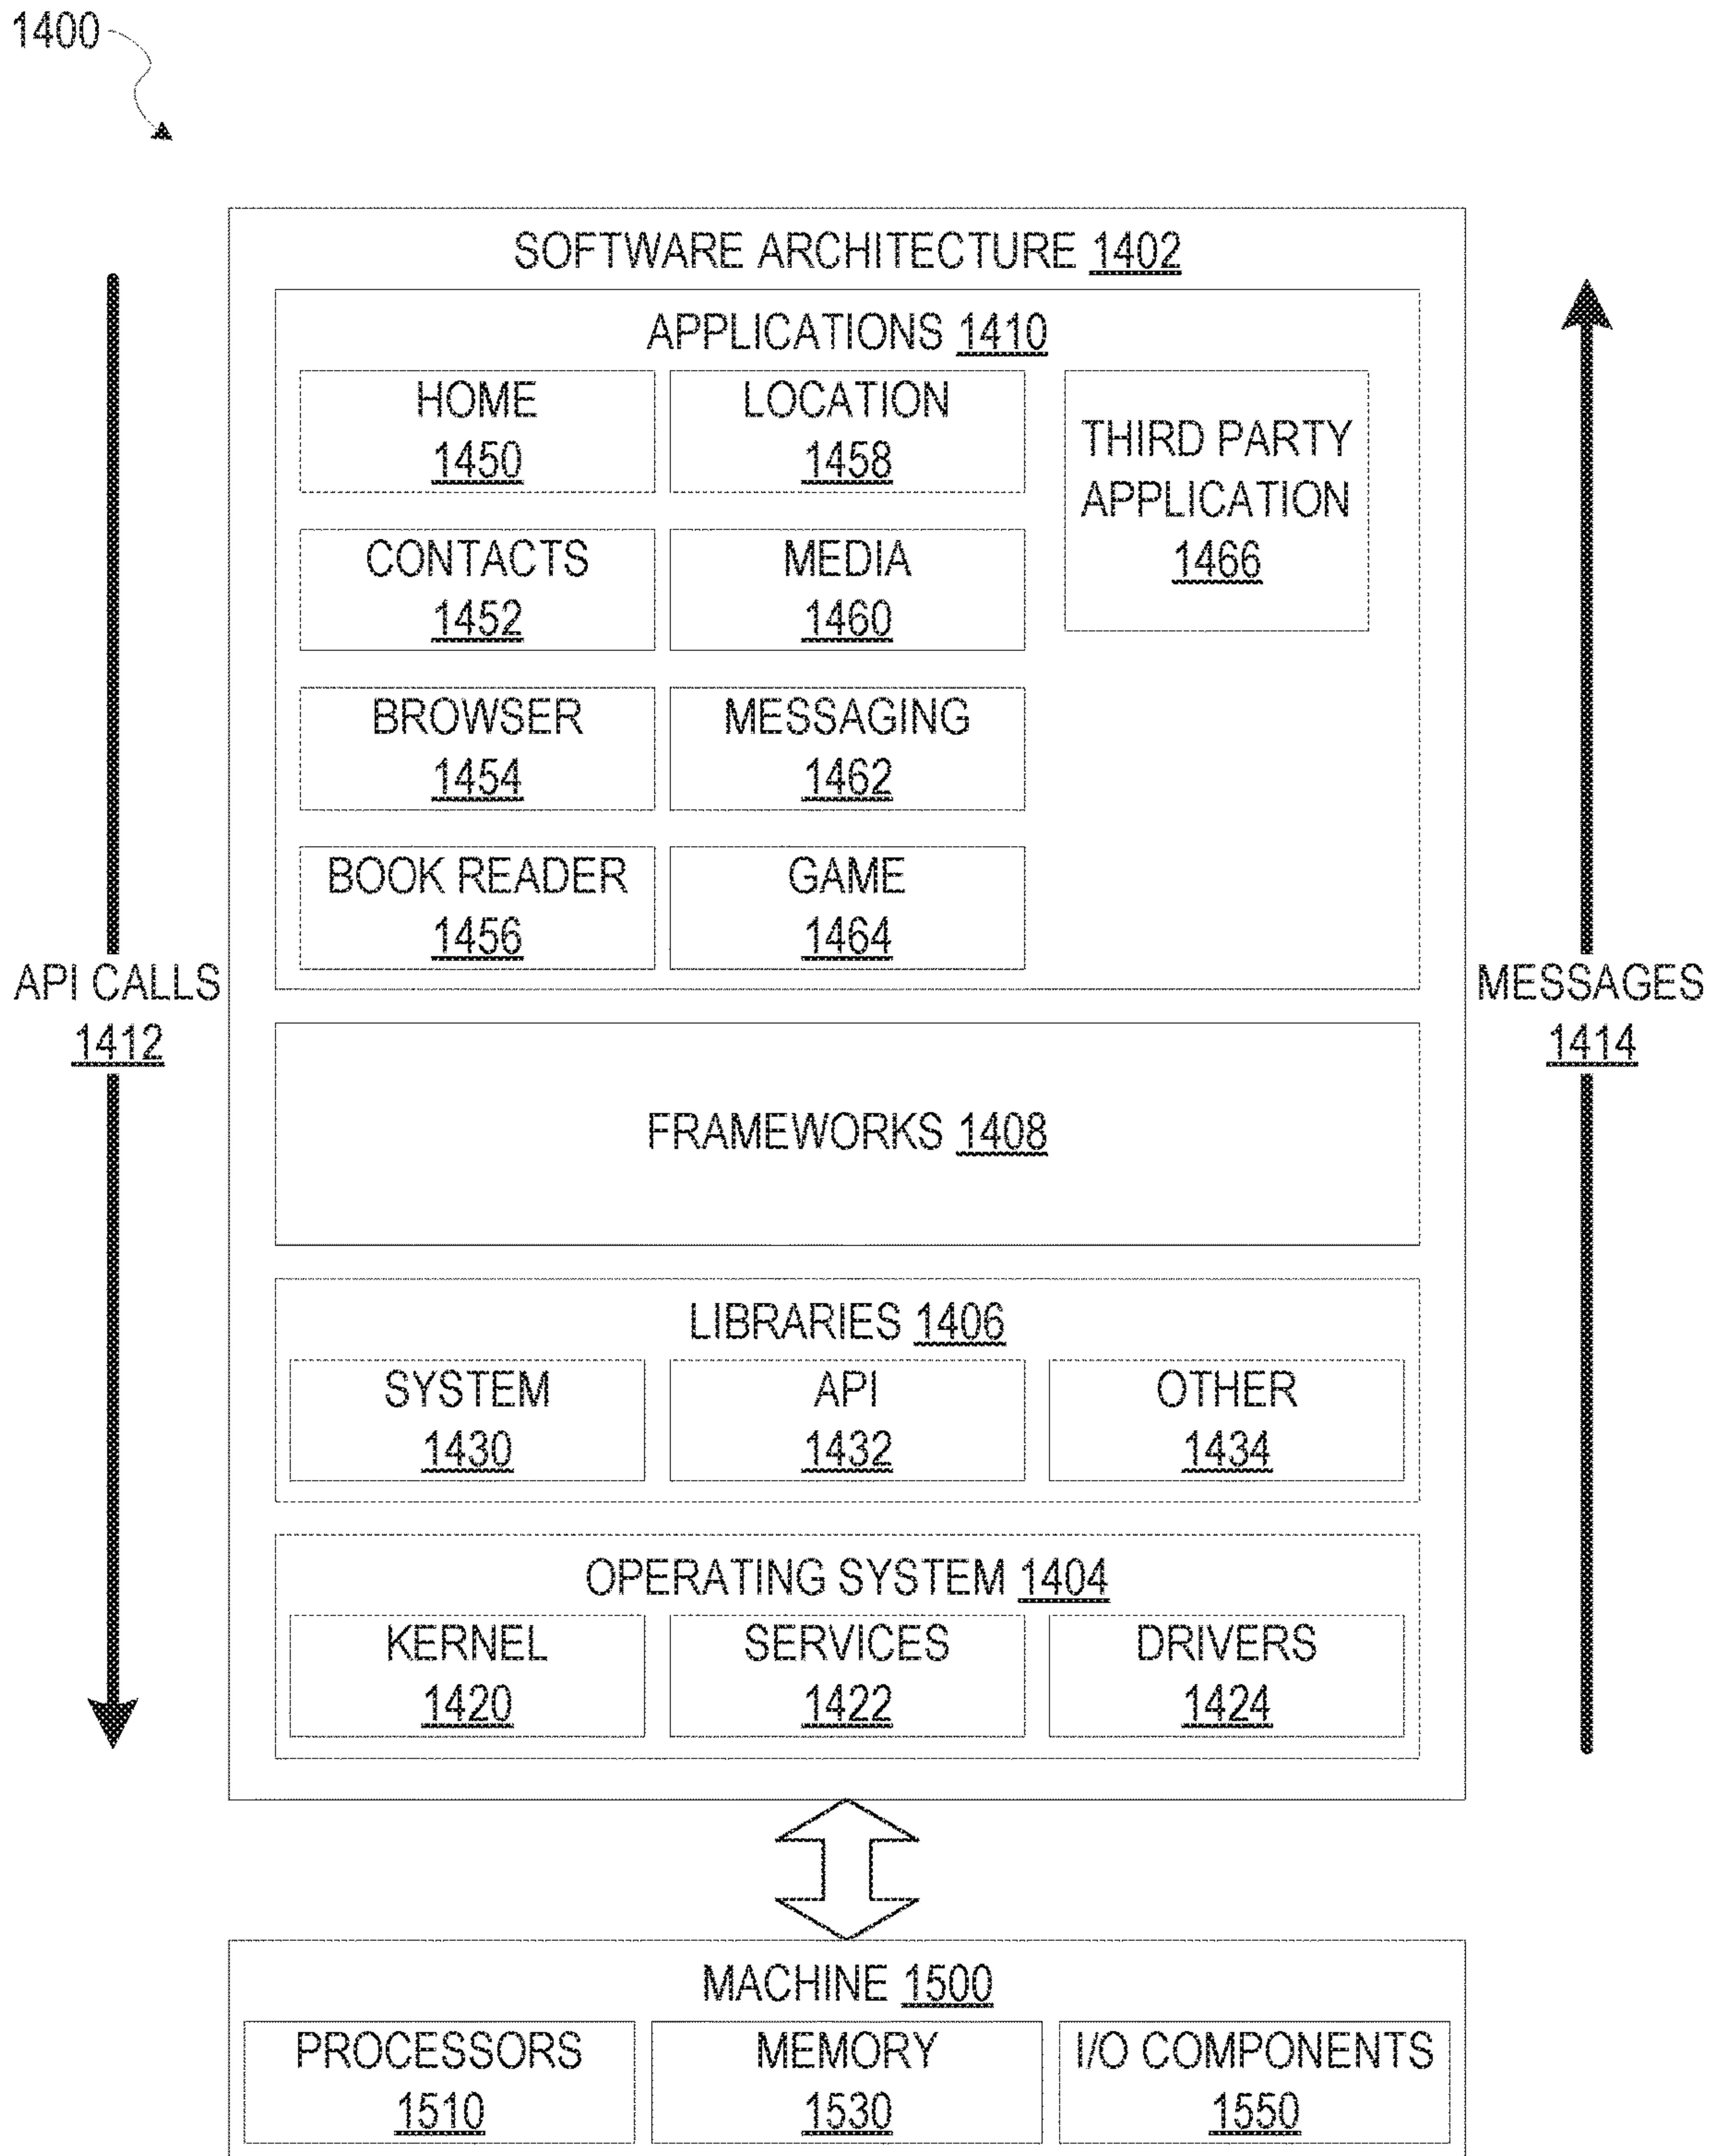 1400
SOFTWARE ARCHITECTURE 1402
APPLICATIONS 1410
HOME
1450
LOCATION
1458
THIRD PARTY
APPLICATION
1466
CONTACTS
1452
MEDIA
1460
BROWSER
1454
MESSAGING
1462
BOOK READER
1456
GAME
1464
API CALLS
1412
MESSAGES
1414
FRAMEWORKS 1408
LIBRARIES 1406
SYSTEM
1430
API
1432
OTHER
1434
OPERATING SYSTEM 1404
KERNEL
1420
SERVICES
1422
DRIVERS
1424
MACHINE 1500
PROCESSORS
1510
MEMORY
1530
I/O COMPONENTS
1550